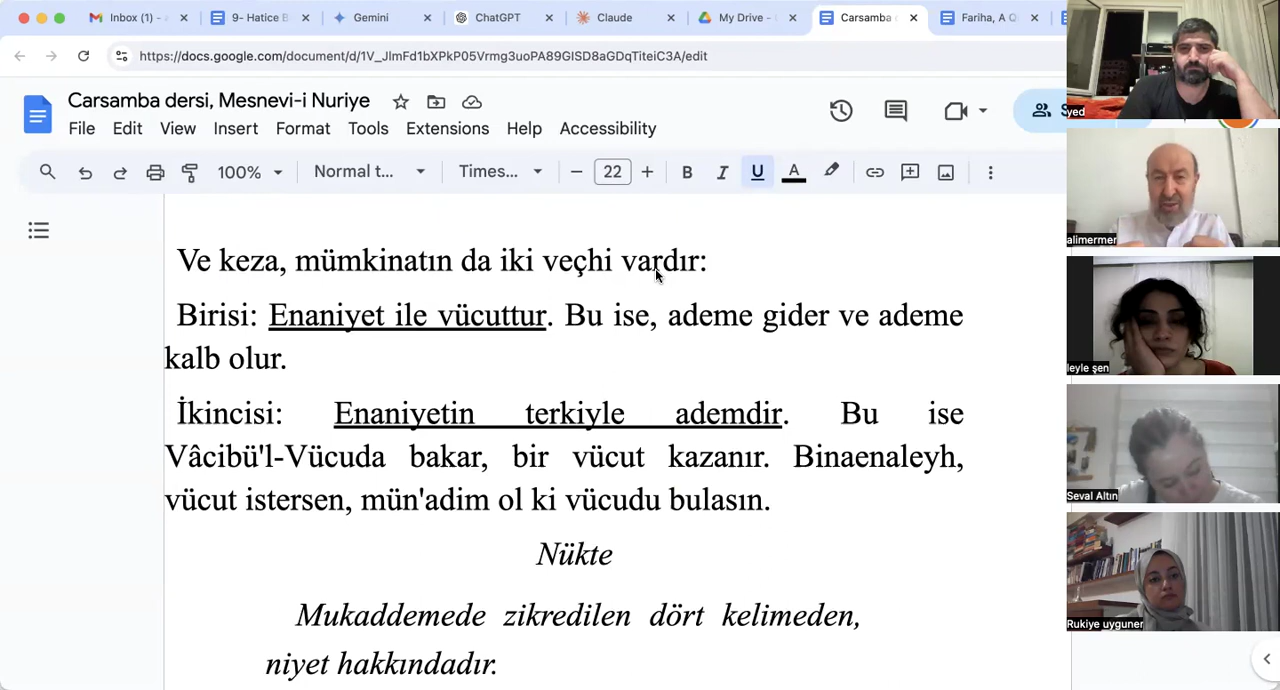 Inbox (1) -
9- Hatice B
Gemini
ChatGPT
Claude
My Drive -
Carsamba
Fariha, A Q
https://docs.google.com/document/d/1V_JlmFd1bXPkP05Vrmg3uoPA89GlSD8aGDqTiteiC3A/edit
Carsamba dersi, Mesnevi-i Nuriye
File Edit View Insert Format Tools Extensions Help Accessibility
100% Normal t... Times... 22 B I U A
Ve keza, mümkinatın da iki veçhi vardır:
Birisi: Enaniyet ile vücuttur. Bu ise, ademe gider ve ademe
kalb olur.
İkincisi: Enaniyetin terkiyle ademdir. Bu ise
Vâcibü'l-Vücuda bakar, bir vücut kazanır. Binaenaleyh,
vücut istersen, mün'adim ol ki vücudu bulasın.
Nükte
Mukaddemede zikredilen dört kelimeden,
niyet hakkındadır.
syed
alimermer
leyle şen
Seval Altın
Rukiye uyguner